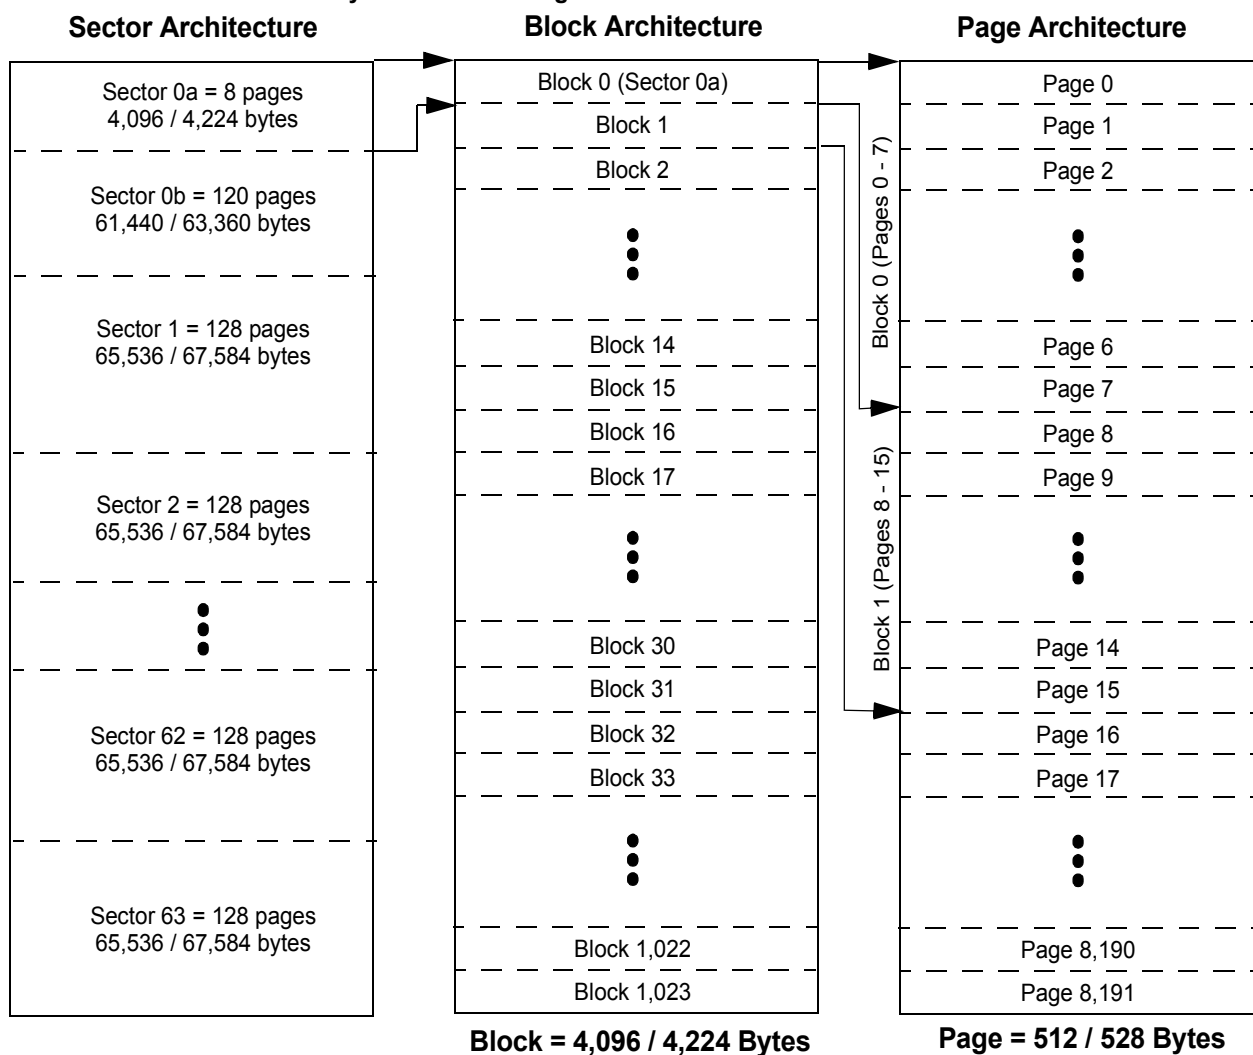 Sector Architecture
Sector 0a = 8 pages
4,096 / 4,224 bytes
Sector 0b = 120 pages
61,440 / 63,360 bytes
Sector 1 = 128 pages
65,536 / 67,584 bytes
Sector 2 = 128 pages
65,536 / 67,584 bytes
Sector 62 = 128 pages
65,536 / 67,584 bytes
Sector 63 = 128 pages
65,536 / 67,584 bytes
Block Architecture
Block 0 (Sector 0a)
Block 1
Block 2
Block 14
Block 15
Block 16
Block 17
Block 30
Block 31
Block 32
Block 33
Block 1,022
Block 1,023
Block = 4,096 / 4,224 Bytes
Block 0 (Pages 0 - 7)
Block 1 (Pages 8 - 15)
Page Architecture
Page 0
Page 1
Page 2
Page 6
Page 7
Page 8
Page 9
Page 14
Page 15
Page 16
Page 17
Page 8,190
Page 8,191
Page = 512 / 528 Bytes